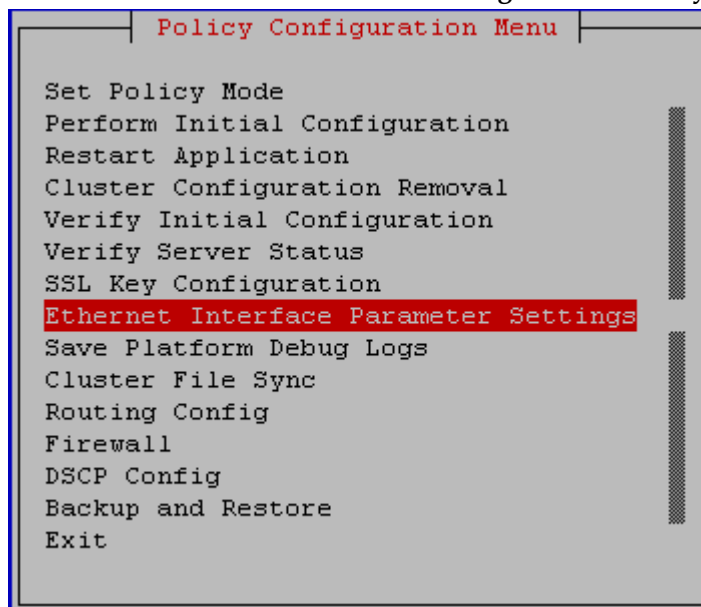 Policy Configuration Menu
Set Policy Mode
Perform Initial Configuration
Restart Application
Cluster Configuration Removal
Verify Initial Configuration
Verify Server Status
SSL Key Configuration
Ethernet Interface Parameter Settings
Save Platform Debug Logs
Cluster File Sync
Routing Config
Firewall
DSCP Config
Backup and Restore
Exit